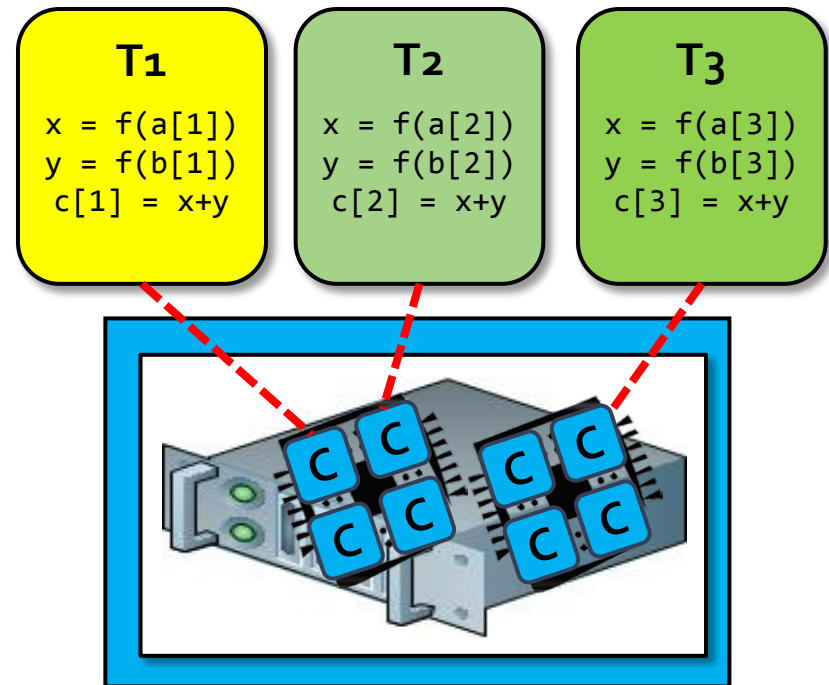 T1
x = f(a[1])
y = f(b[1])
c[1] = x+y
T2
x = f(a[2])
y = f(b[2])
c[2] = x+y
T3
x = f(a[3])
y = f(b[3])
c[3] = x+y
C
C
C
C
C
C
C
C